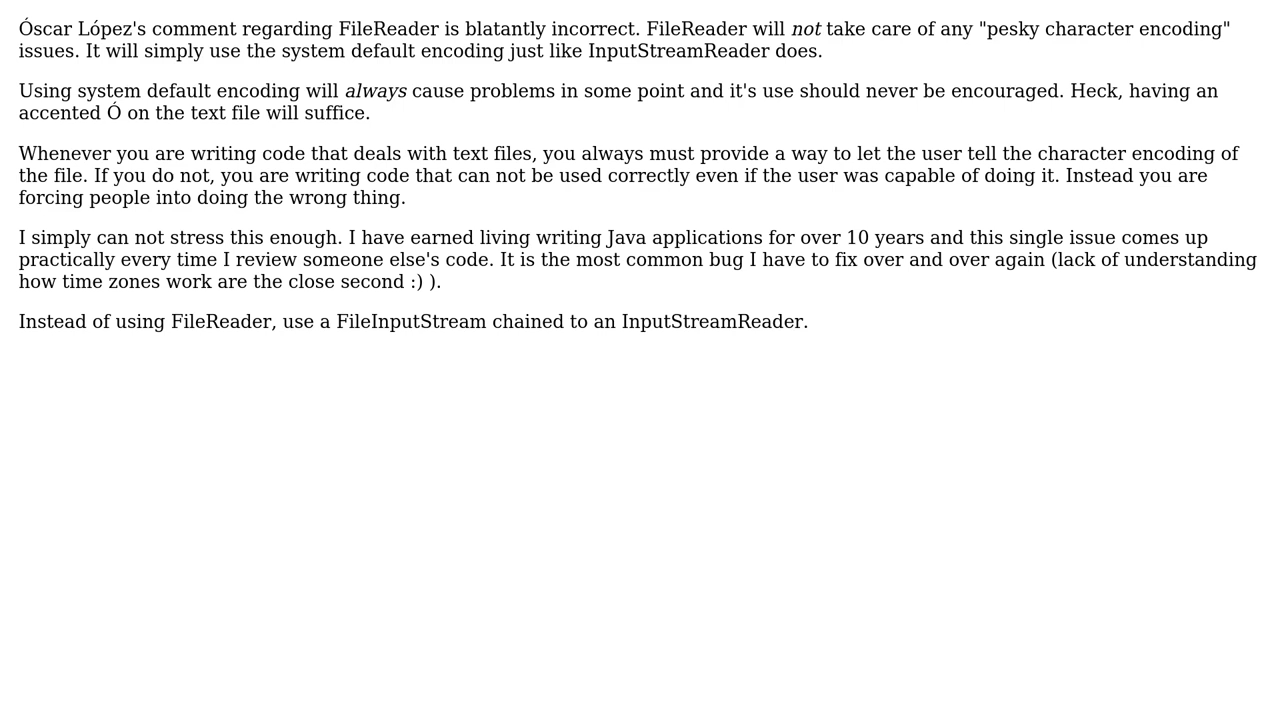 Óscar López's comment regarding FileReader is blatantly incorrect. FileReader will not take care of any "pesky character encoding"
issues. It will simply use the system default encoding just like InputStreamReader does.
Using system default encoding will always cause problems in some point and it's use should never be encouraged. Heck, having an
accented Ó on the text file will suffice.
Whenever you are writing code that deals with text files, you always must provide a way to let the user tell the character encoding of
the file. If you do not, you are writing code that can not be used correctly even if the user was capable of doing it. Instead you are
forcing people into doing the wrong thing.
I simply can not stress this enough. I have earned living writing Java applications for over 10 years and this single issue comes up
practically every time I review someone else's code. It is the most common bug I have to fix over and over again (lack of understanding
how time zones work are the close second :) ).
Instead of using FileReader, use a FileInputStream chained to an InputStreamReader.